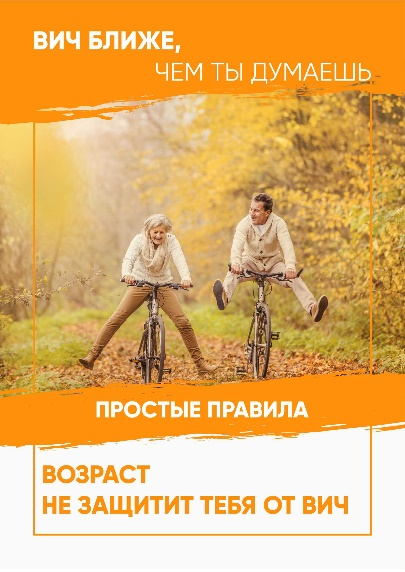 ВИЧ БЛИЖЕ,
ЧЕМ ТЫ ДУМАЕШЬ
ПРОСТЫЕ ПРАВИЛА
ВОЗРАСТ
НЕ ЗАЩИТИТ ТЕБЯ ОТ ВИЧ